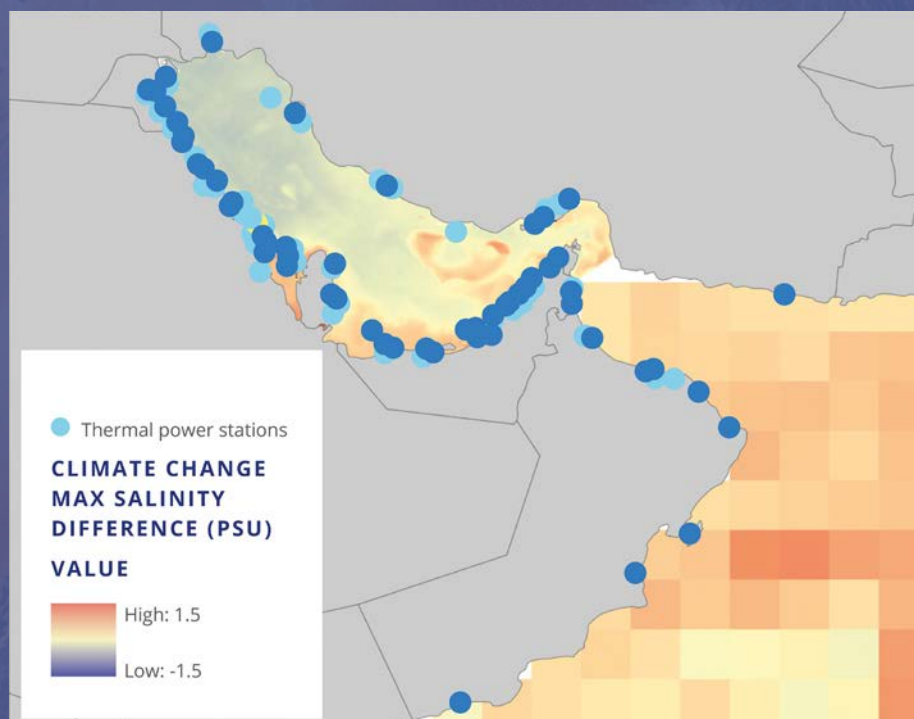 Thermal power stations
CLIMATE CHANGE
MAX SALINITY
DIFFERENCE (PSU)
VALUE
High: 1.5
Low: -1.5